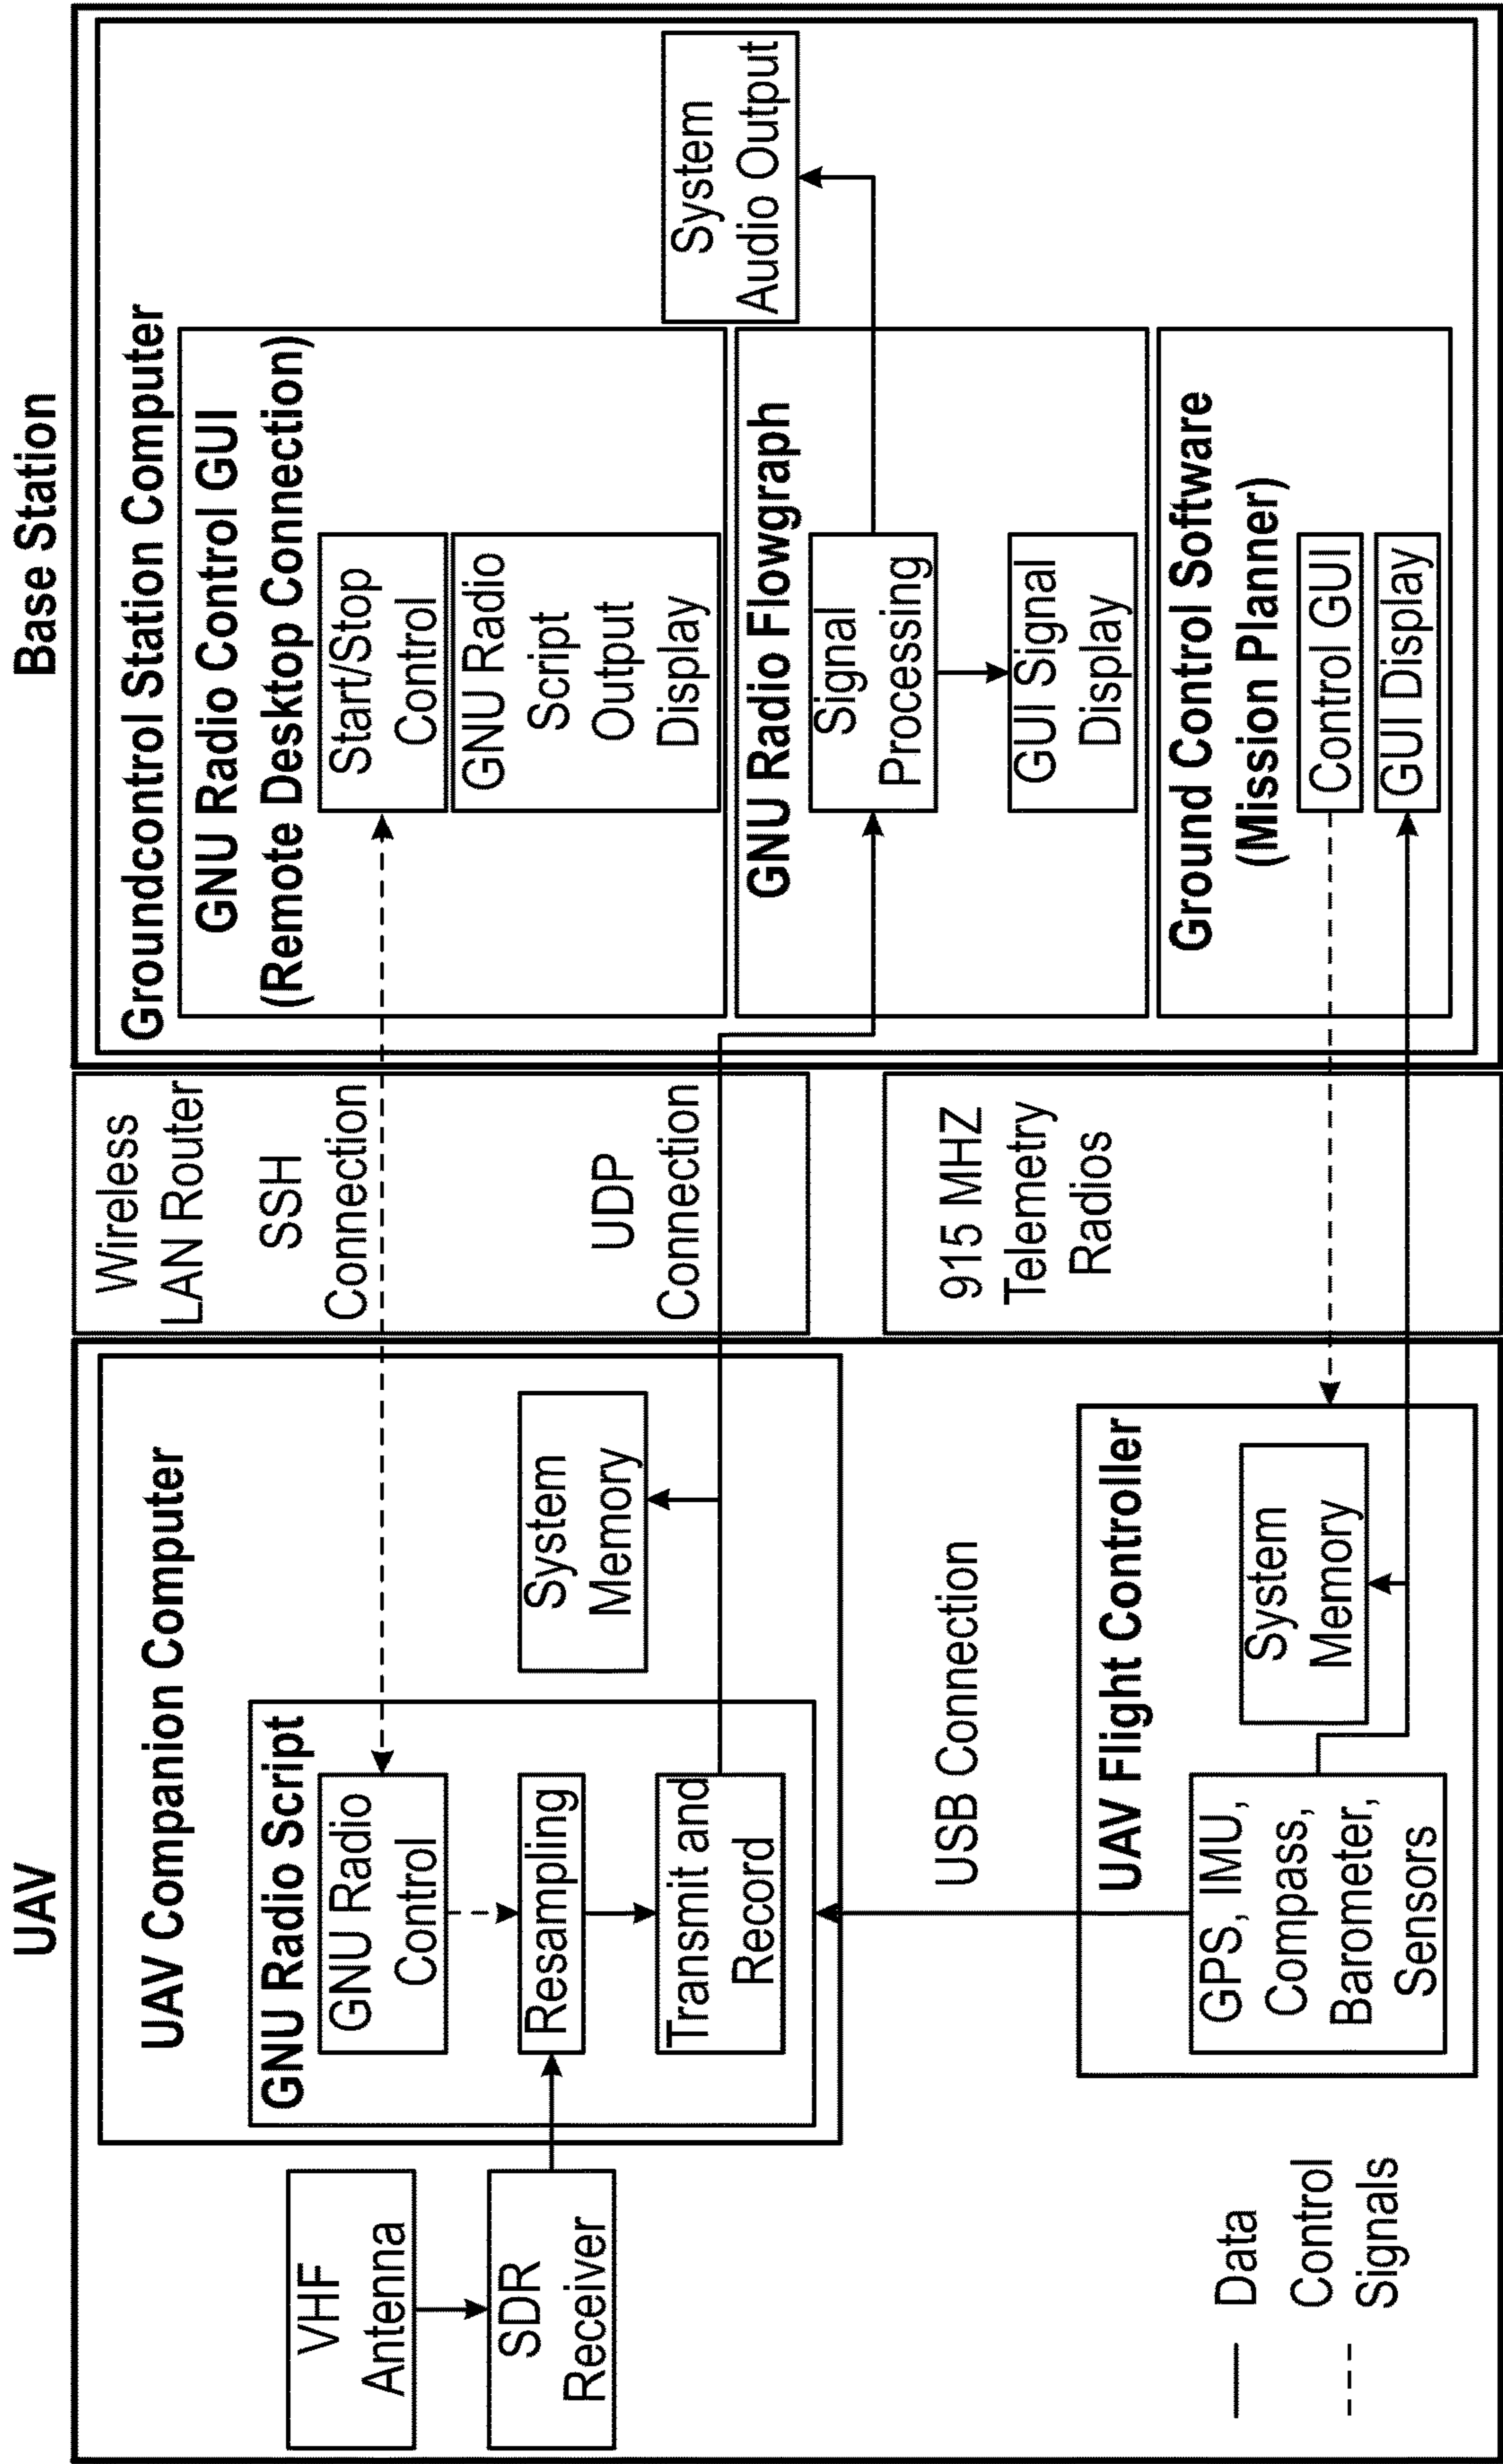 UAV
UAV Companion Computer
VHF
Antenna
SDR
Receiver
GNU Radio Script
GNU Radio
Control
Resampling
Transmit and
Record
System
Memory
USB Connection
UAV Flight Controller
GPS, IMU,
Compass,
Barometer,
Sensors
System
Memory
Data
Control
Signals
Wireless
LAN Router
SSH
Connection
UDP
Connection
915 MHZ
Telemetry
Radios
Base Station
Groundcontrol Station Computer
GNU Radio Control GUI
(Remote Desktop Connection)
Start/Stop
Control
GNU Radio
Script
Output
Display
GNU Radio Flowgraph
Signal
Processing
GUI Signal
Display
System
Audio Output
Ground Control Software
(Mission Planner)
Control GUI
GUI Display